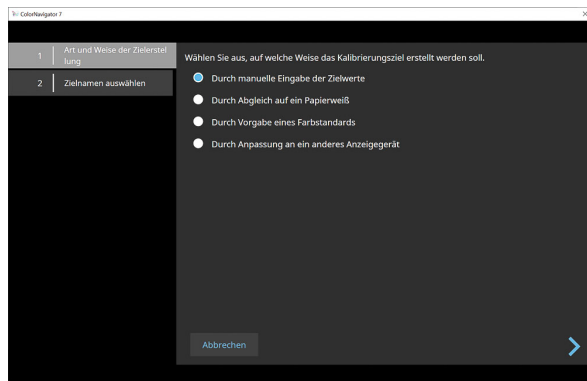 ColorNavigator 7
1
Art und Weise der Zielerstel
lung
2
Zielnamen auswählen
Wählen Sie aus, auf welche Weise das Kalibrierungsziel erstellt werden soll.
Durch manuelle Eingabe der Zielwerte
Durch Abgleich auf ein Papierweiß
Durch Vorgabe eines Farbstandards
Durch Anpassung an ein anderes Anzeigegerät
Abbrechen